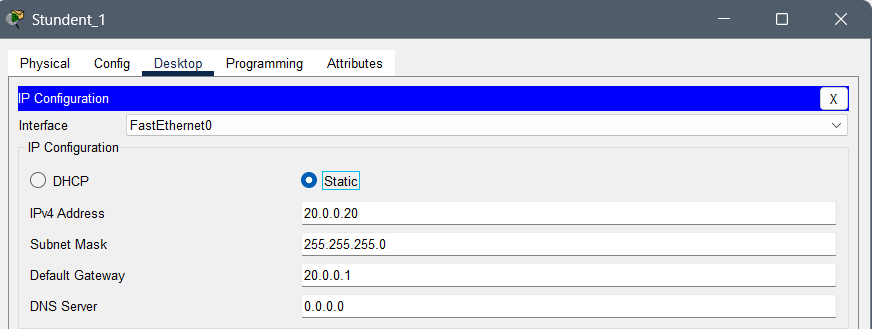 Stundent_1
Physical Config Desktop Programming Attributes
IP Configuration X
Interface FastEthernet0
IP Configuration
DHCP Static
IPv4 Address 20.0.0.20
Subnet Mask 255.255.255.0
Default Gateway 20.0.0.1
DNS Server 0.0.0.0